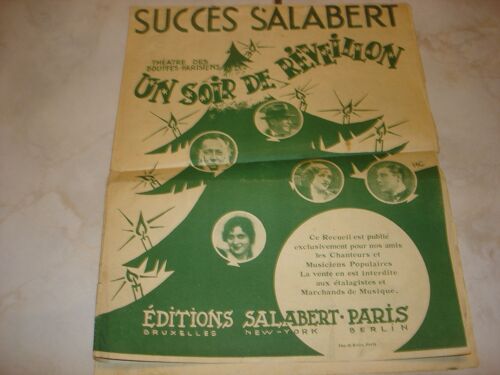 SUCCÈS SALABERT
THÉATRE DES
BOUFFES-PARISIENS
UN SOIR DE RÉVEILLON
Ce Recueil est publié
exclusivement pour nos amis
les Chanteurs et
Musiciens Populaires
La vente en est interdite
aux étalagistes et
Marchands de Musique.
ÉDITIONS SALABERT·PARIS
BRUXELLES NEW-YORK BERLIN